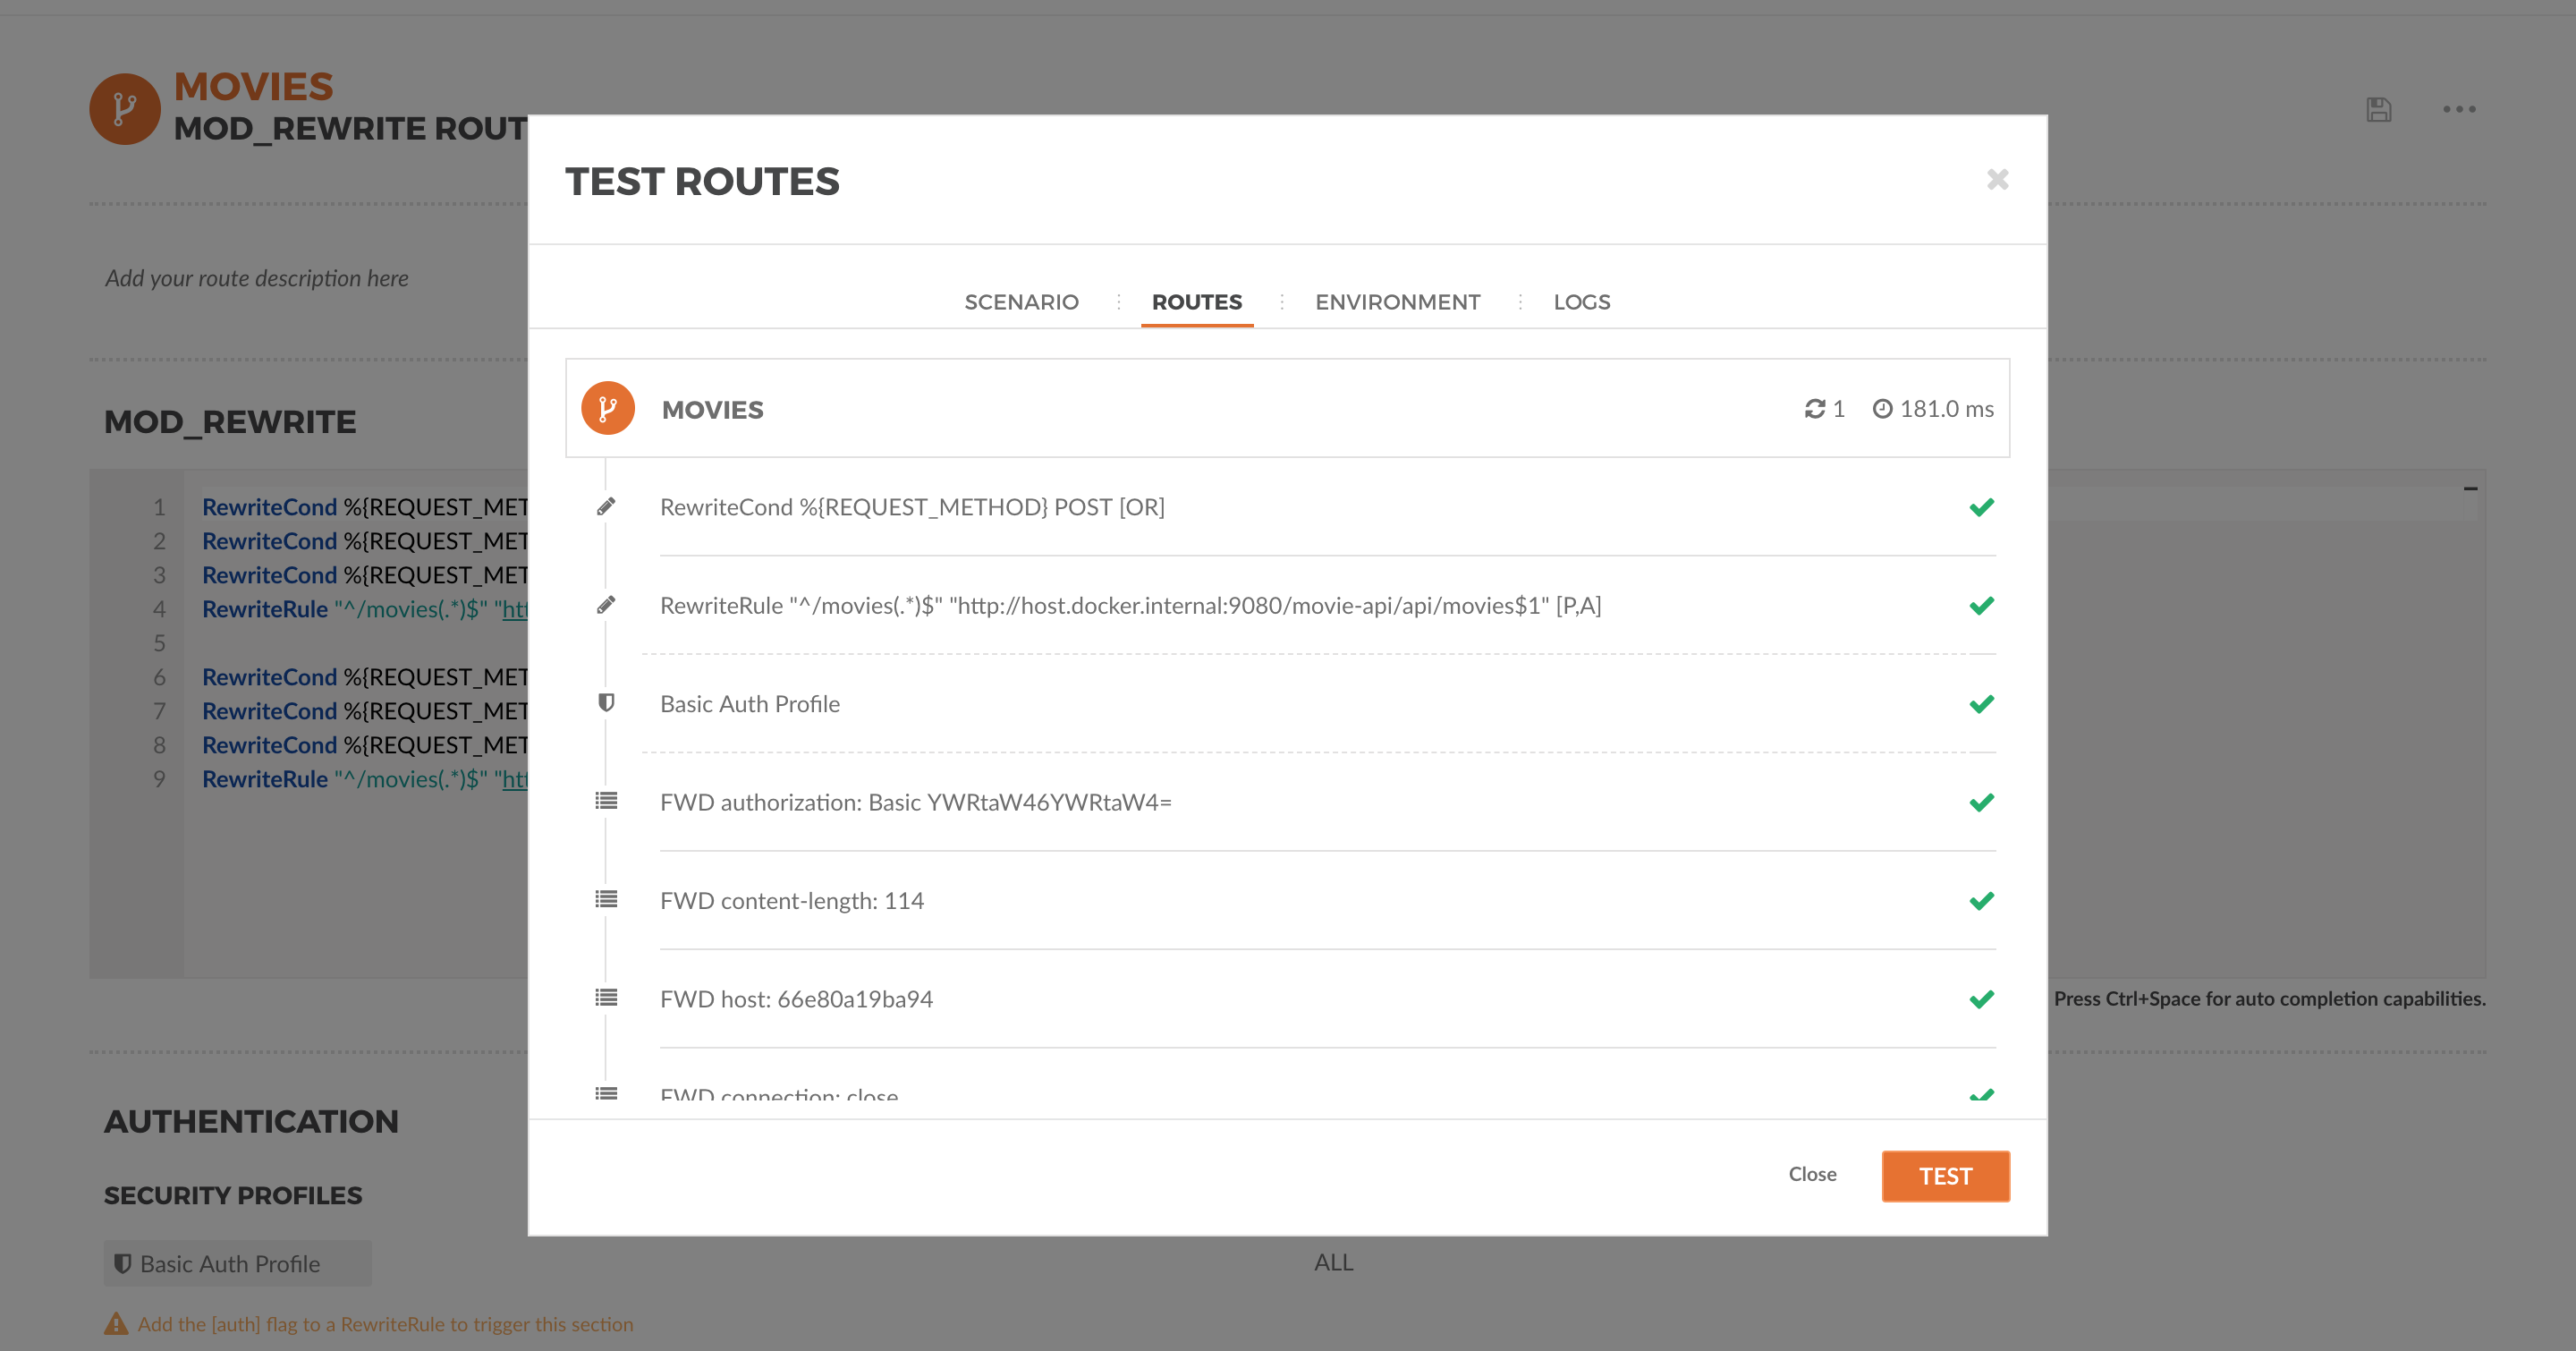 MOVIES
MOD_REWRITE ROUT
Add your route description here
MOD_REWRITE
1 RewriteCond %{REQUEST_MET
2 RewriteCond %{REQUEST_MET
3 RewriteCond %{REQUEST_MET
4 RewriteRule "^/movies(.*)$" "htt
5
6 RewriteCond %{REQUEST_MET
7 RewriteCond %{REQUEST_MET
8 RewriteCond %{REQUEST_MET
9 RewriteRule "^/movies(.*)$" "htt
Press Ctrl+Space for auto completion capabilities.
AUTHENTICATION
SECURITY PROFILES
Basic Auth Profile
ALL
Add the [auth] flag to a RewriteRule to trigger this section
TEST ROUTES
SCENARIO ROUTES ENVIRONMENT LOGS
MOVIES 1 181.0 ms
RewriteCond %{REQUEST_METHOD} POST [OR]
RewriteRule "^/movies(.*)$" "http://host.docker.internal:9080/movie-api/api/movies$1" [P,A]
Basic Auth Profile
FWD authorization: Basic YWRtaW46YWRtaW4=
FWD content-length: 114
FWD host: 66e80a19ba94
FWD connection: close
Close TEST